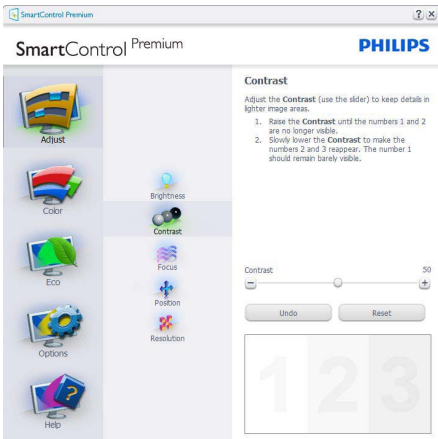 SmartControl Premium
SmartControl Premium
PHILIPS
Adjust
Color
Eco
Options
Help
Brightness
Contrast
Focus
Position
Resolution
Contrast
Adjust the Contrast (use the slider) to keep details in
lighter image areas.
1. Raise the Contrast until the numbers 1 and 2
are no longer visible.
2. Slowly lower the Contrast to make the
numbers 2 and 3 reappear. The number 1
should remain barely visible.
Contrast 50
Undo Reset
1 2 3